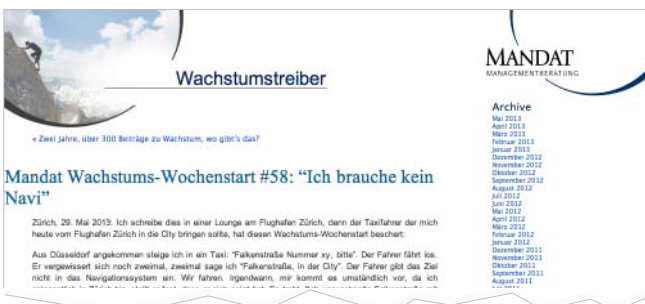 Wachstumstreiber
MANDAT
MANAGEMENTBERATUNG
« Zwei Jahre, über 300 Beiträge zu Wachstum, wo gibt's das?
Mandat Wachstums-Wochenstart #58: “Ich brauche kein
Navi”
Zürich, 29. Mai 2013: Ich schreibe dies in einer Lounge am Flughafen Zürich, denn der Taxifahrer der mich
heute vom Flughafen Zürich in die City bringen sollte, hat diesen Wachstums-Wochenstart beschert:
Aus Düsseldorf angekommen steige ich in ein Taxi: "Falkenstraße Nummer xy, bitte". Der Fahrer fährt los.
Er vergewissert sich noch zweimal, zweimal sage ich "Falkenstraße, in der City". Der Fahrer gibt das Ziel
nicht in das Navigationssystem ein. Wir fahren. Irgendwann, mir kommt es umständlich vor, da ich
Archive
Mai 2013
April 2013
März 2013
Februar 2013
Januar 2013
Dezember 2012
November 2012
Oktober 2012
September 2012
August 2012
Juli 2012
Juni 2012
Mai 2012
April 2012
März 2012
Februar 2012
Januar 2012
Dezember 2011
November 2011
Oktober 2011
September 2011
August 2011